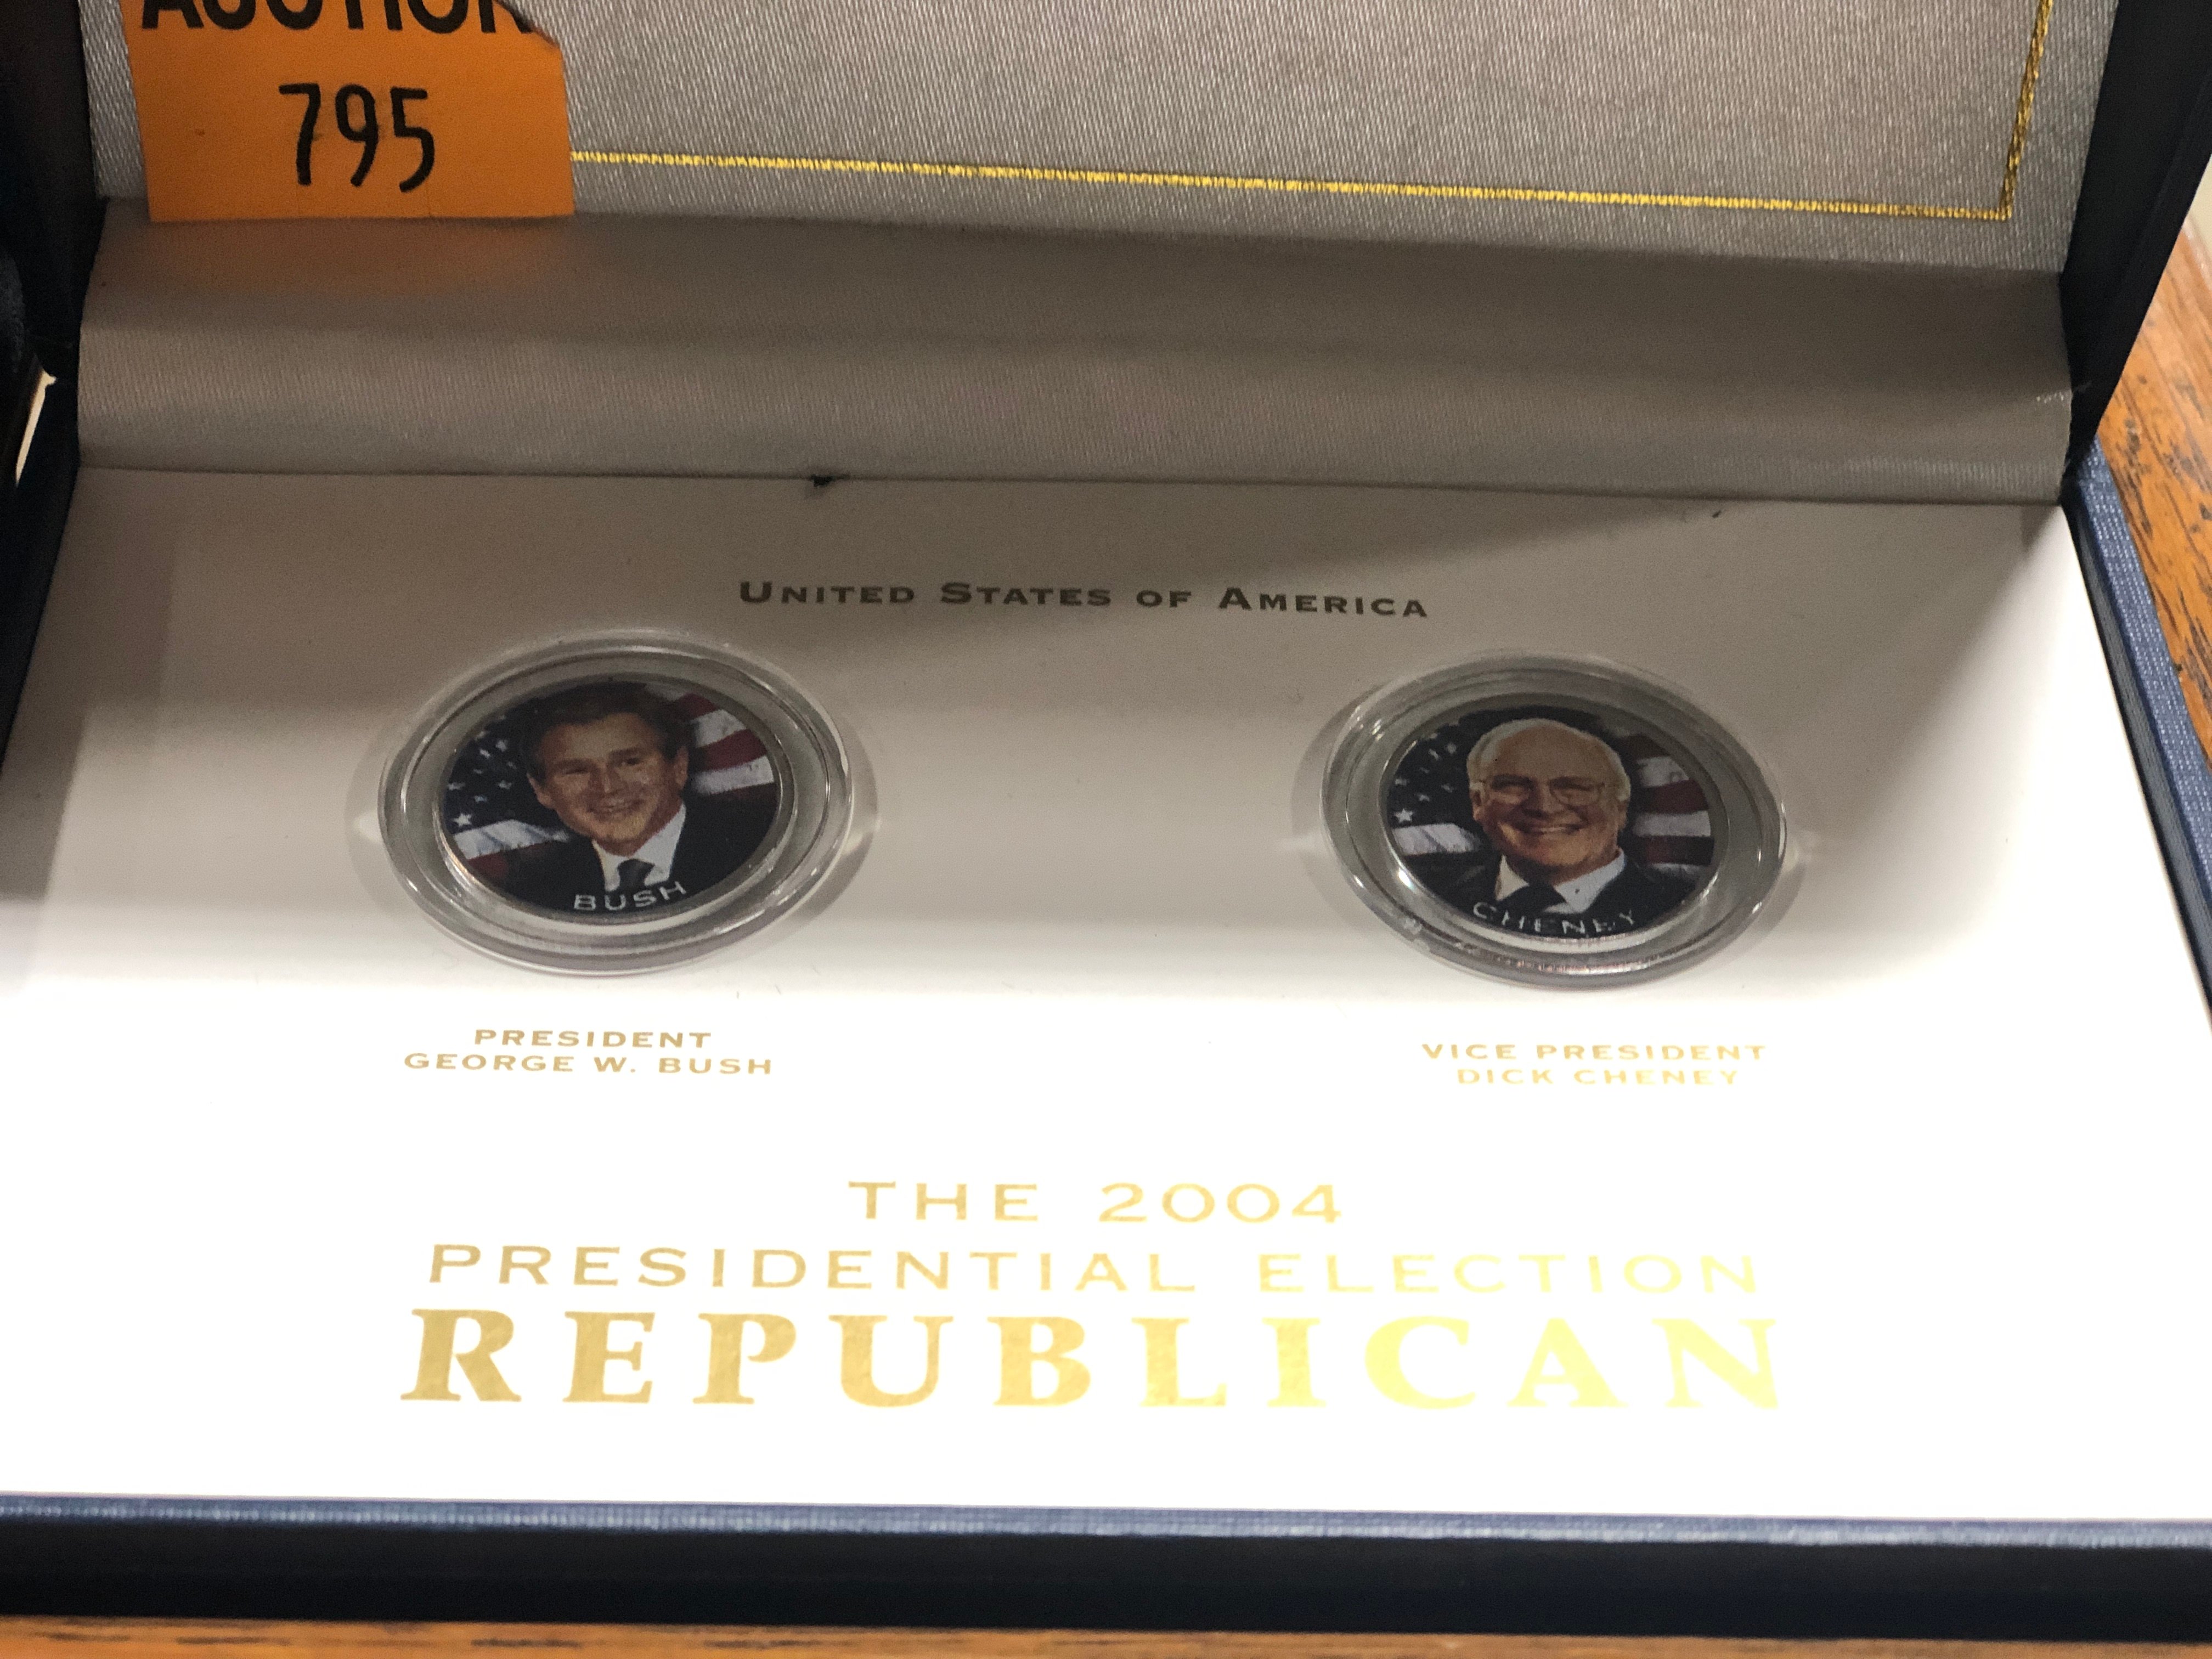 AUCTION
795
UNITED STATES OF AMERICA
BUSH
CHENEY
PRESIDENT
GEORGE W. BUSH
VICE PRESIDENT
DICK CHENEY
THE 2004
PRESIDENTIAL ELECTION
REPUBLICAN